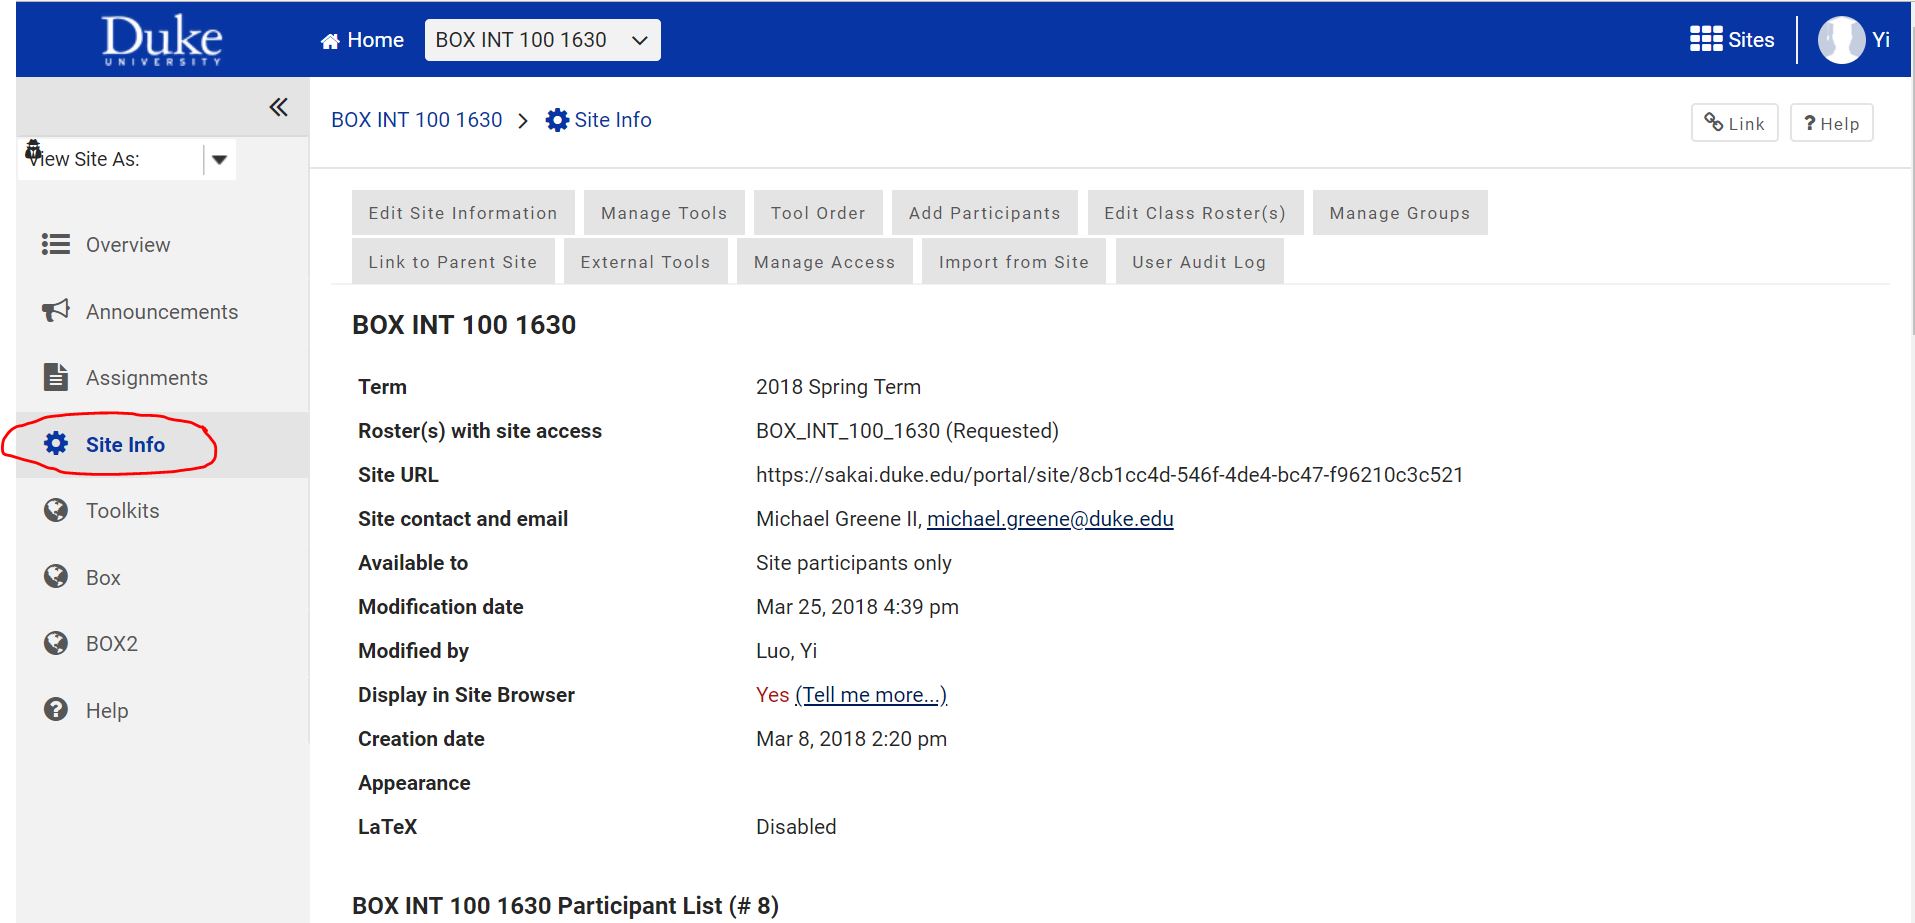 Duke
UNIVERSITY
Home
BOX INT 100 1630
Sites
Yi
BOX INT 100 1630
Site Info
Link
? Help
View Site As:
Overview
Announcements
Assignments
Site Info
Toolkits
Box
BOX2
Help
Edit Site Information Manage Tools Tool Order Add Participants Edit Class Roster(s) Manage Groups
Link to Parent Site External Tools Manage Access Import from Site User Audit Log
BOX INT 100 1630
Term 2018 Spring Term
Roster(s) with site access BOX_INT_100_1630 (Requested)
Site URL https://sakai.duke.edu/portal/site/8cb1cc4d-546f-4de4-bc47-f96210c3c521
Site contact and email Michael Greene II, michael.greene@duke.edu
Available to Site participants only
Modification date Mar 25, 2018 4:39 pm
Modified by Luo, Yi
Display in Site Browser Yes (Tell me more...)
Creation date Mar 8, 2018 2:20 pm
Appearance
LaTeX Disabled
BOX INT 100 1630 Participant List (# 8)